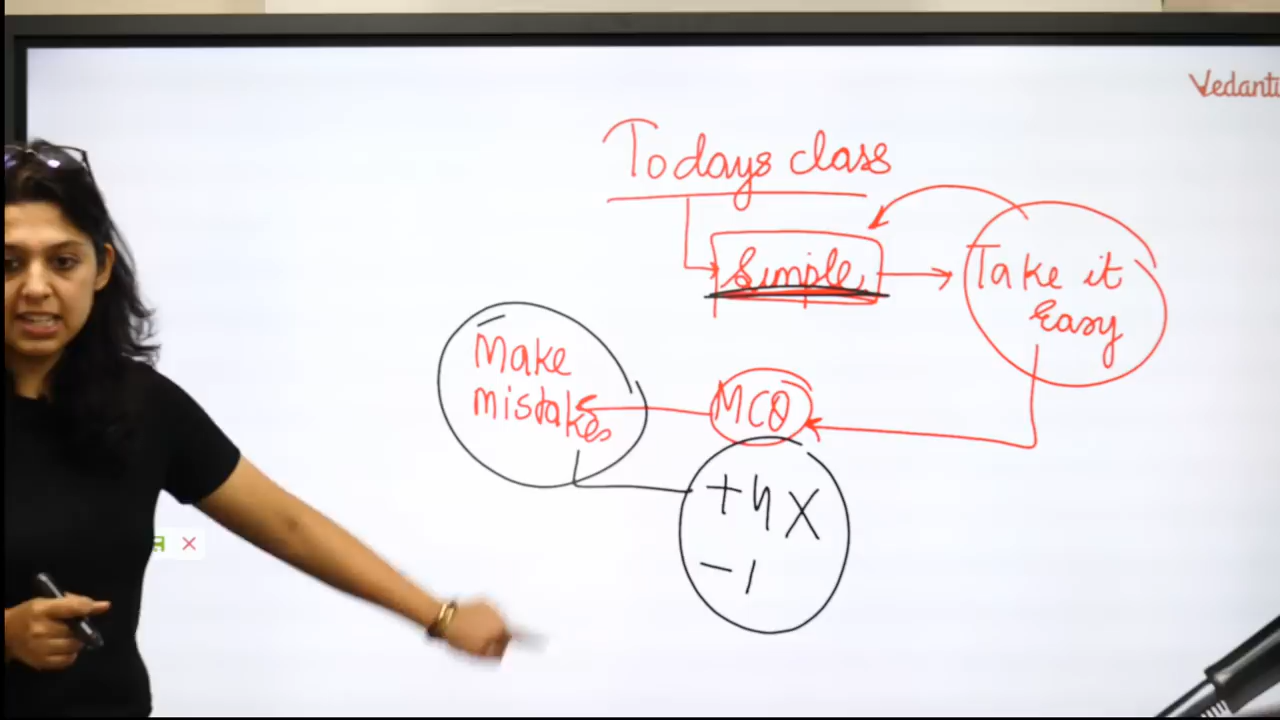 Vedantu
Todays class
Simple
Take it
Easy
Make
mistakes
MCQ
+4 X
-1